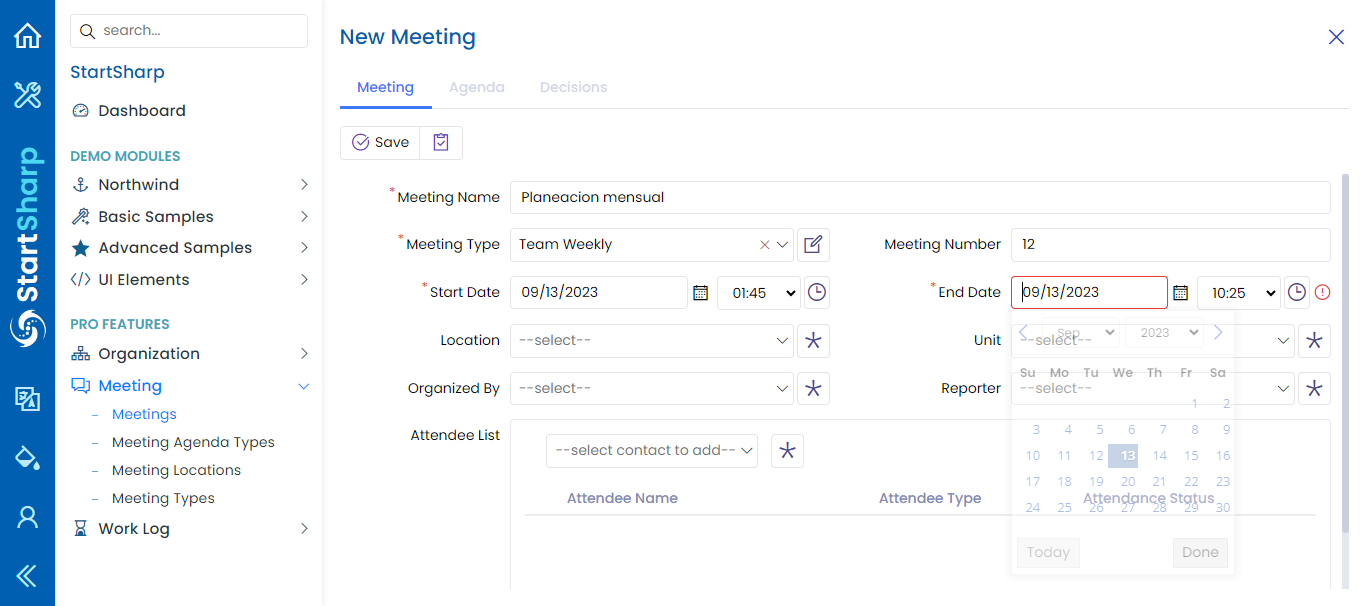 StartSharp
search...
StartSharp
Dashboard
DEMO MODULES
Northwind
Basic Samples
Advanced Samples
</> UI Elements
PRO FEATURES
Organization
Meeting
– Meetings
– Meeting Agenda Types
– Meeting Locations
– Meeting Types
Work Log
New Meeting
Meeting Agenda Decisions
Save
* Meeting Name Planeacion mensual
* Meeting Type Team Weekly Meeting Number 12
* Start Date 09/13/2023 01:45 * End Date 09/13/2023 10:25
Location --select-- Unit --select--
Organized By --select-- Reporter --select--
Attendee List
--select contact to add--
Attendee Name Attendee Type Attendance Status
Sep 2023
Su Mo Tu We Th Fr Sa
1 2
3 4 5 6 7 8 9
10 11 12 13 14 15 16
17 18 19 20 21 22 23
24 25 26 27 28 29 30
Today Done